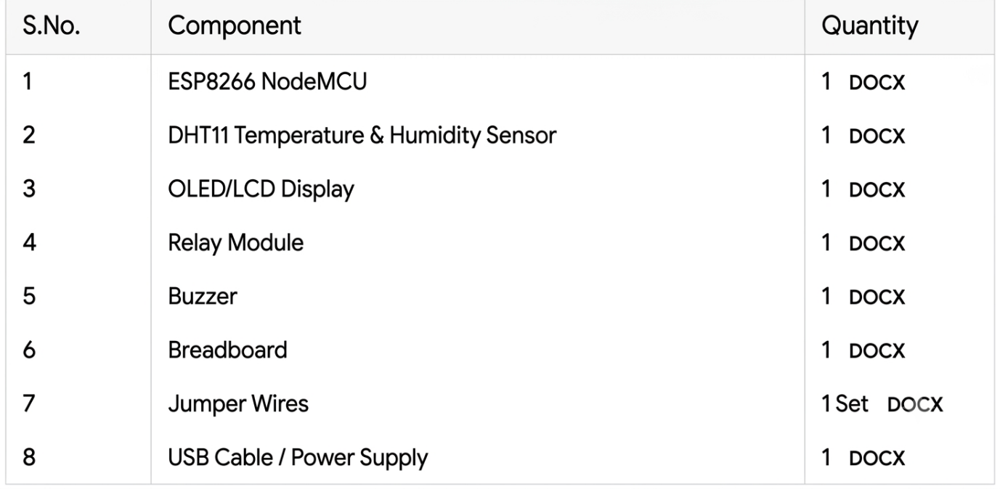 S.No. Component Quantity
1 ESP8266 NodeMCU 1 DOCX
2 DHT11 Temperature & Humidity Sensor 1 DOCX
3 OLED/LCD Display 1 DOCX
4 Relay Module 1 DOCX
5 Buzzer 1 DOCX
6 Breadboard 1 DOCX
7 Jumper Wires 1 Set DOCX
8 USB Cable / Power Supply 1 DOCX